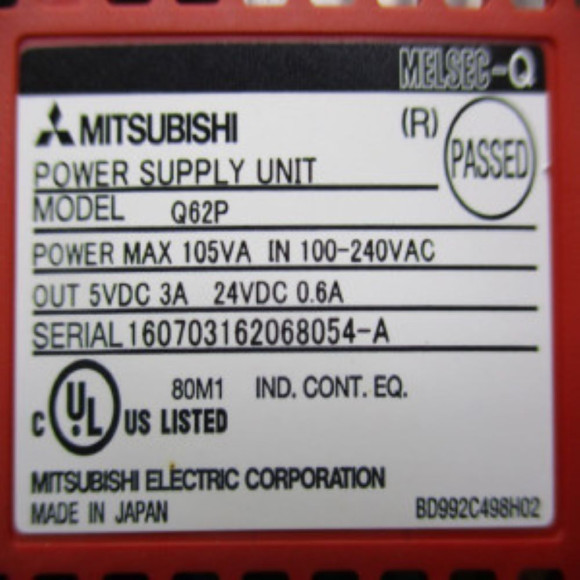 MELSEC-Q
MITSUBISHI (R) PASSED
POWER SUPPLY UNIT
MODEL Q62P
POWER MAX 105VA IN 100-240VAC
OUT 5VDC 3A 24VDC 0.6A
SERIAL 160703162068054-A
80M1 IND. CONT. EQ.
C UL US LISTED
MITSUBISHI ELECTRIC CORPORATION
MADE IN JAPAN BD992C498H02